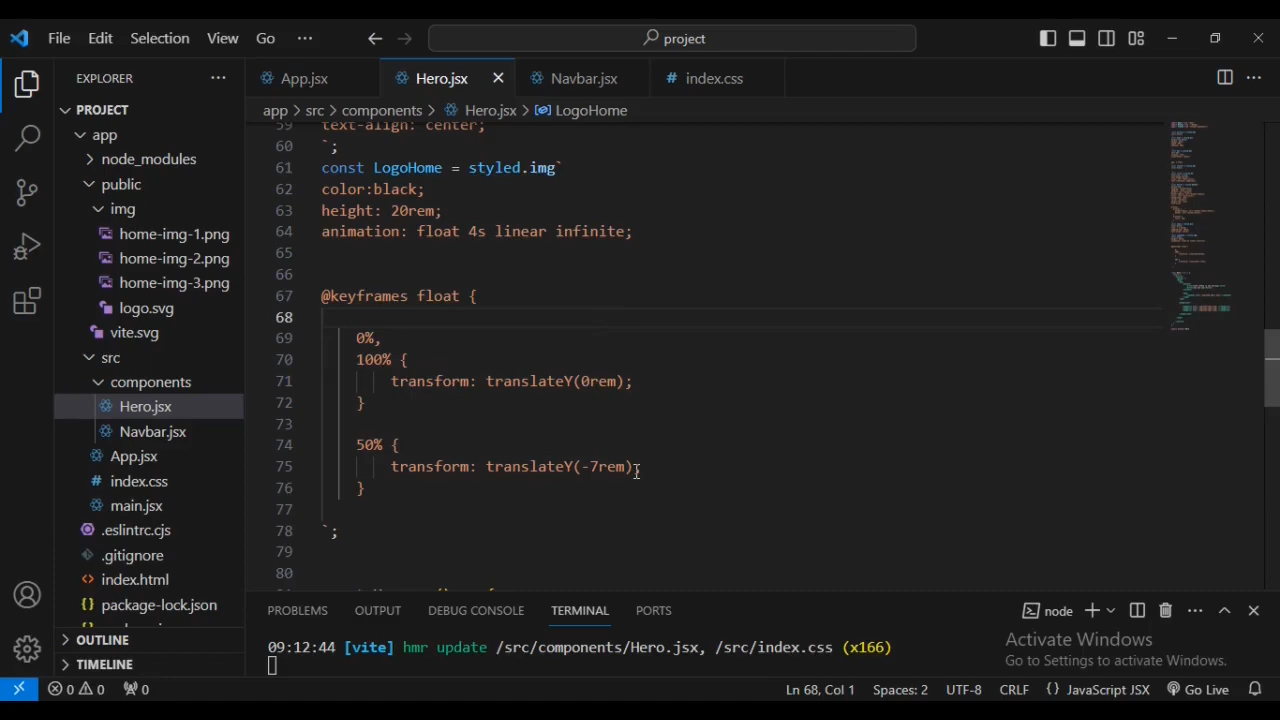 File Edit Selection View Go ··· project
EXPLORER ···
App.jsx Hero.jsx Navbar.jsx index.css ···
PROJECT
app
node_modules
public
img
home-img-1.png
home-img-2.png
home-img-3.png
logo.svg
vite.svg
src
components
Hero.jsx
Navbar.jsx
App.jsx
index.css
main.jsx
.eslintrc.cjs
.gitignore
index.html
package-lock.json
OUTLINE
TIMELINE
app > src > components > Hero.jsx > LogoHome
59 text-align: center;
60 `;
61 const LogoHome = styled.img`
62 color:black;
63 height: 20rem;
64 animation: float 4s linear infinite;
65
66
67 @keyframes float {
68
69 0%,
70 100% {
71 transform: translateY(0rem);
72 }
73
74 50% {
75 transform: translateY(-7rem);
76 }
77
78 `;
79
80
PROBLEMS OUTPUT DEBUG CONSOLE TERMINAL PORTS node ···
09:12:44 [vite] hmr update /src/components/Hero.jsx, /src/index.css (x166)
Activate Windows
Go to Settings to activate Windows.
0 0 0 Ln 68, Col 1 Spaces: 2 UTF-8 CRLF {} JavaScript JSX Go Live